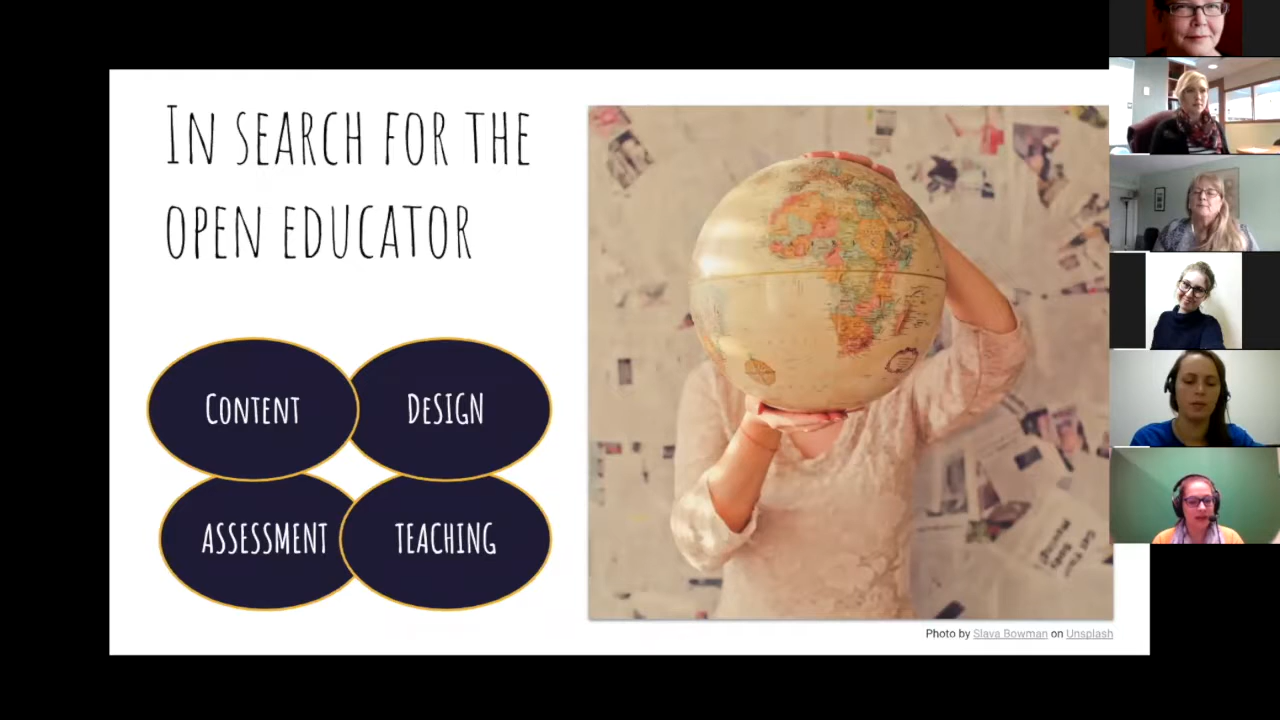 In search for the
open educator
Content
Design
Assessment
Teaching
Photo by Slava Bowman on Unsplash